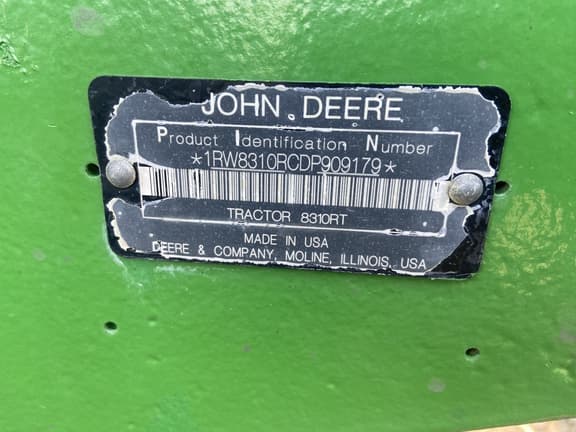 JOHN DEERE
Product Identification Number
*1RW8310RCDP909179*
TRACTOR 8310RT
MADE IN USA
DEERE & COMPANY, MOLINE, ILLINOIS, USA